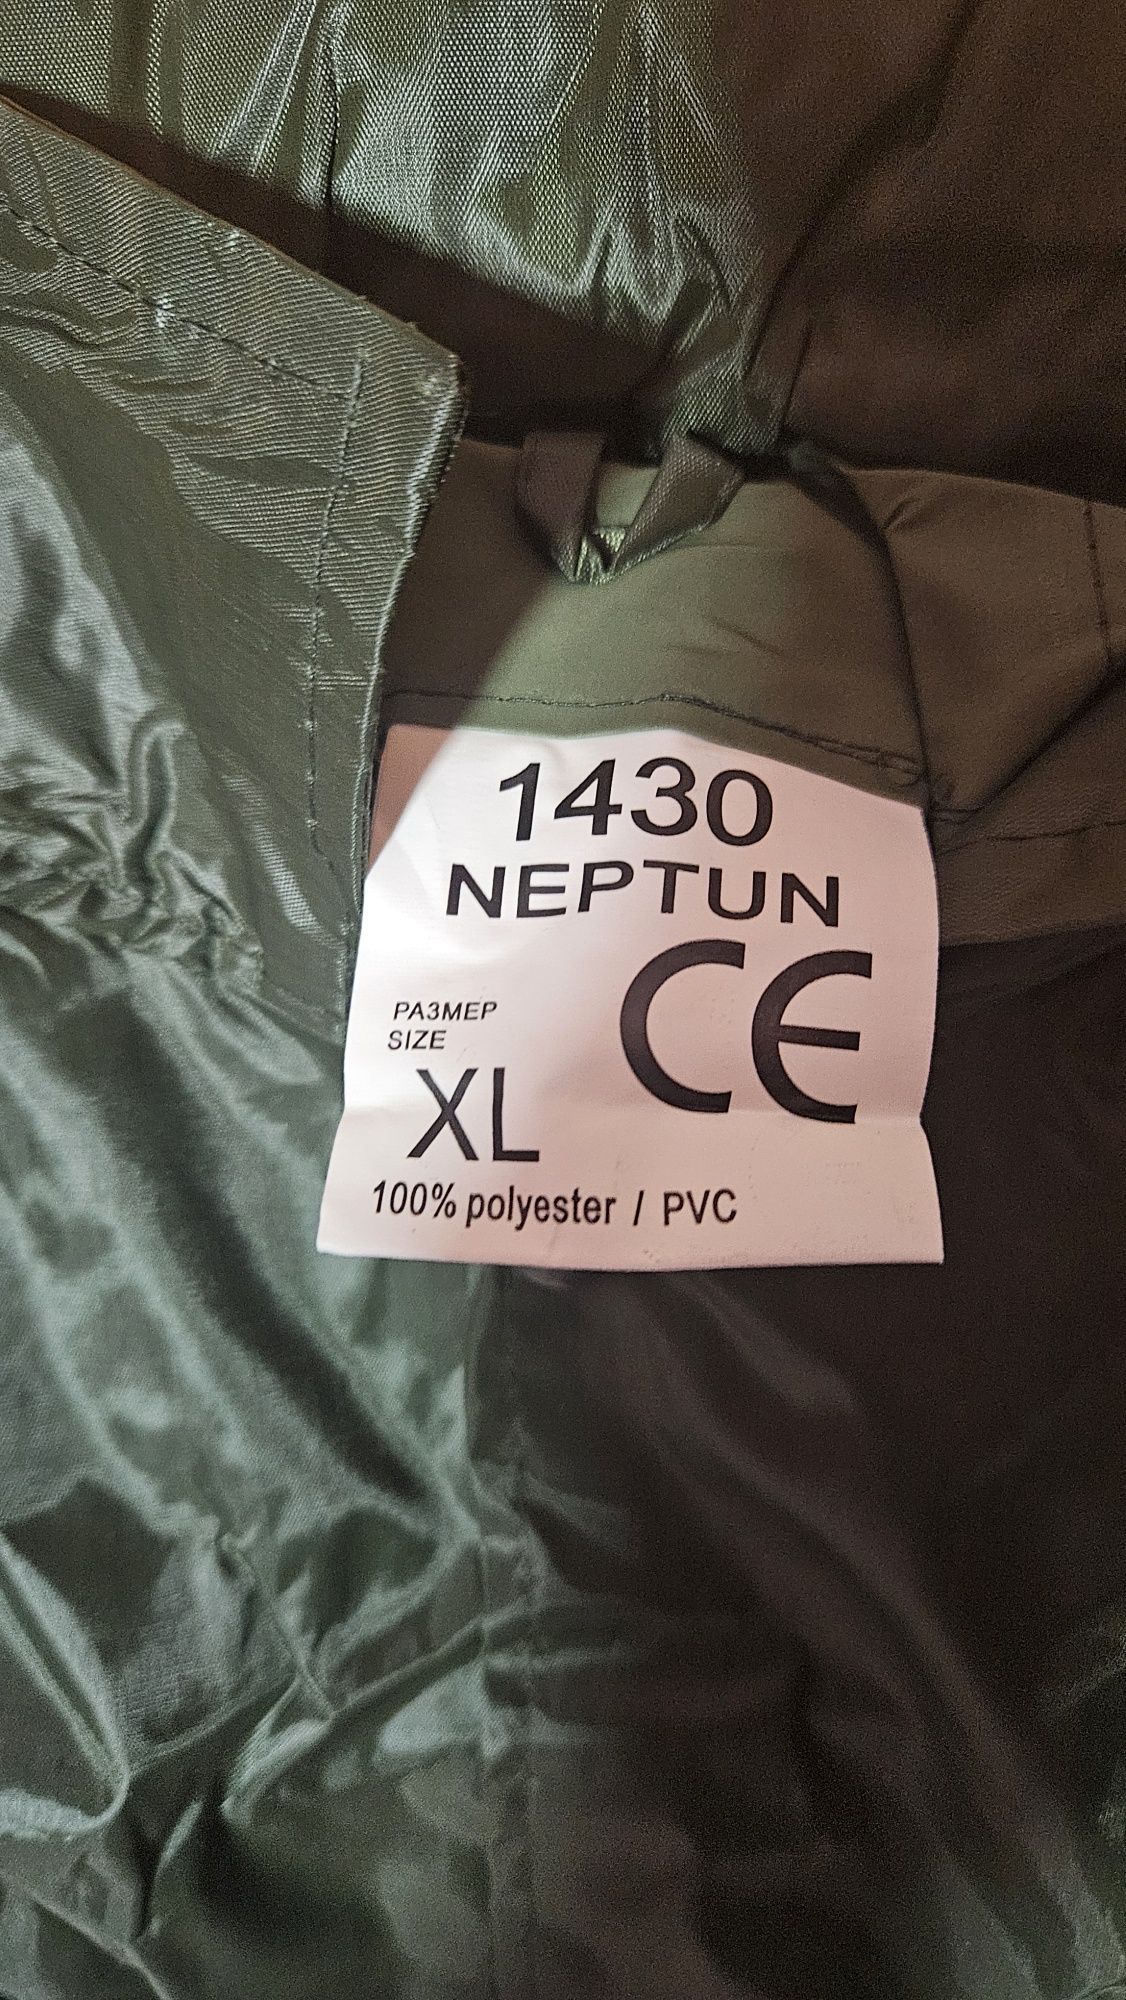 1430
NEPTUN
CE
РАЗМЕР
SIZE
XL
100% polyester / PVC